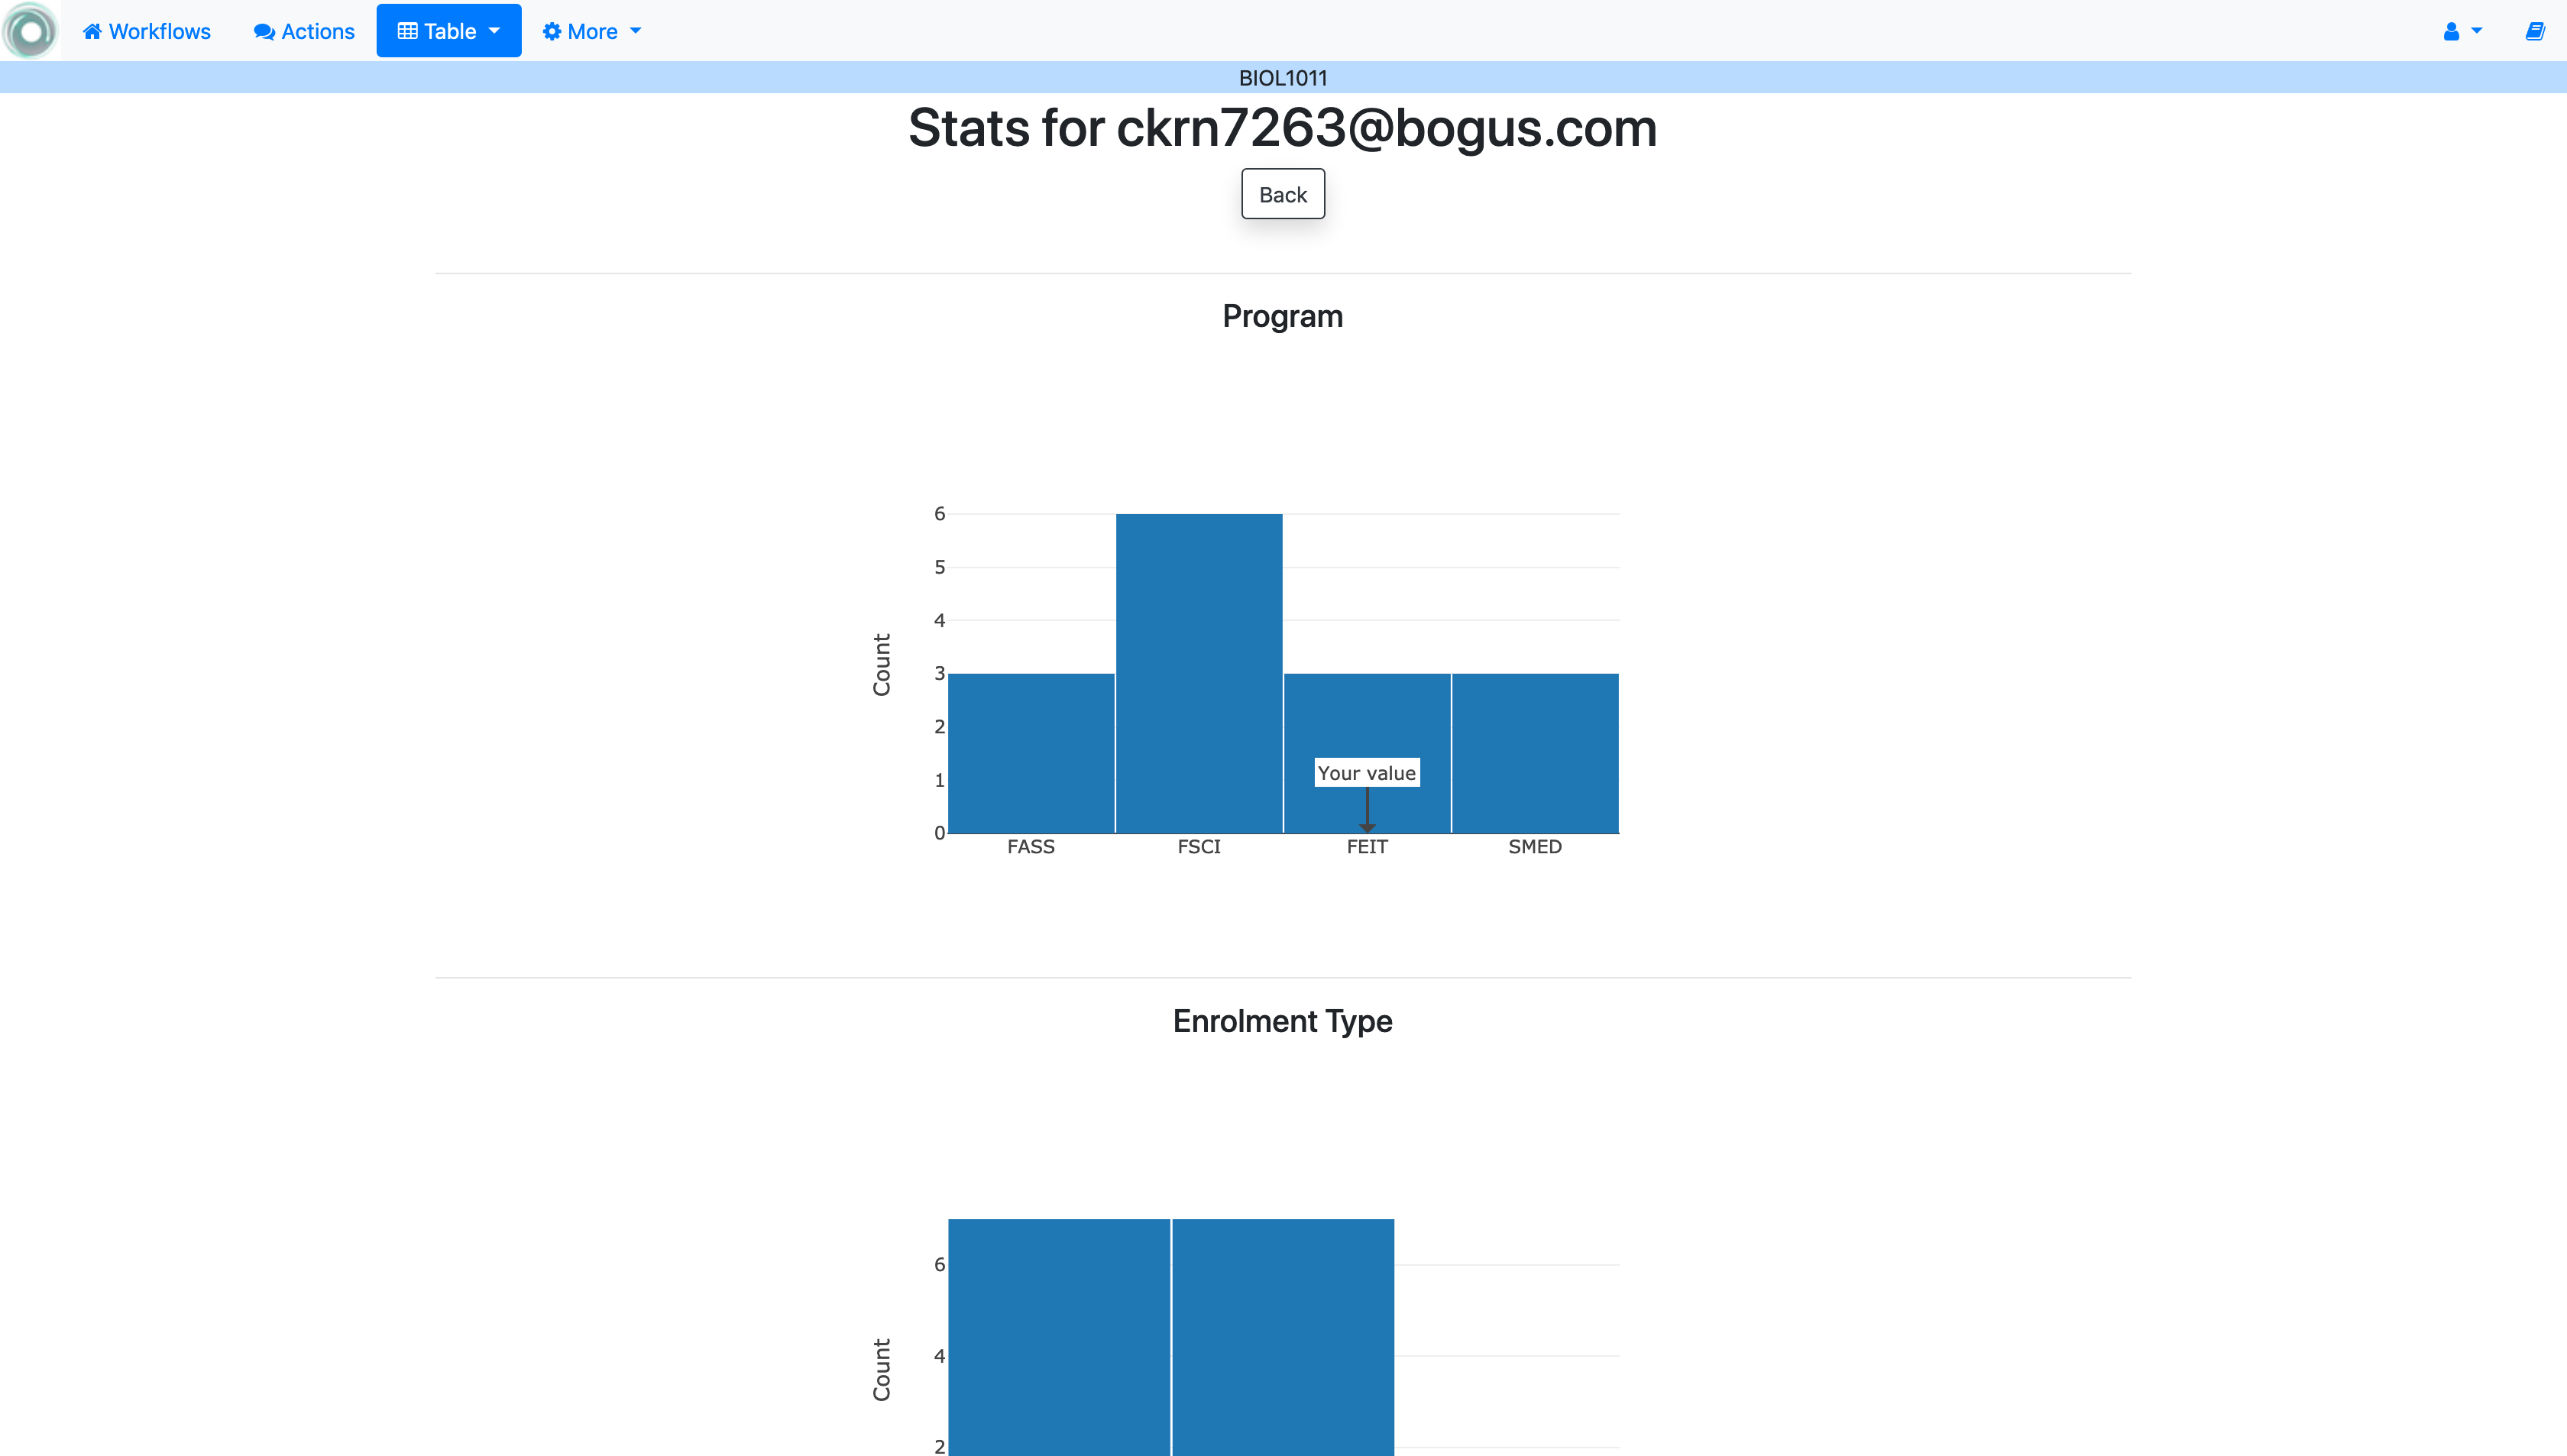 Workflows Actions Table More
BIOL1011
Stats for ckrn7263@bogus.com
Back
Program
6
5
4
3
2
1
0
Count
Your value
FASS FSCI FEIT SMED
Enrolment Type
6
4
2
Count